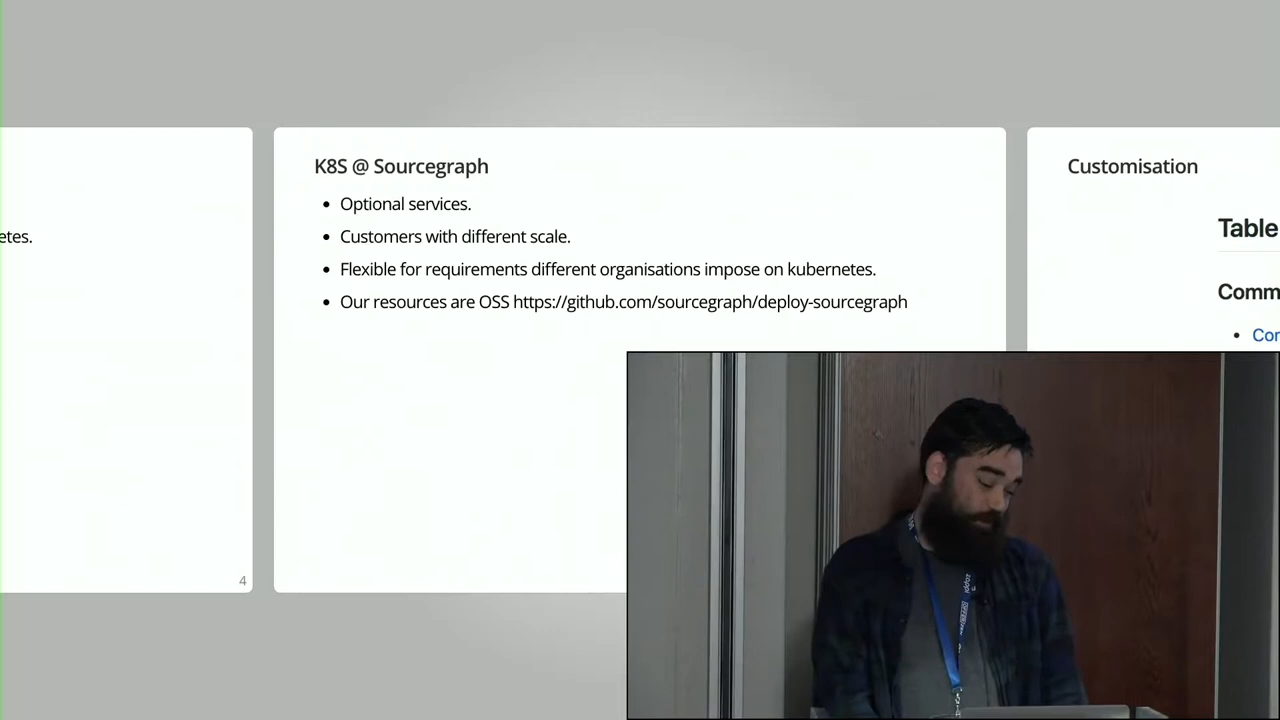 etes.
4
K8S @ Sourcegraph
Optional services.
Customers with different scale.
Flexible for requirements different organisations impose on kubernetes.
Our resources are OSS https://github.com/sourcegraph/deploy-sourcegraph
Customisation
Table
Comm
Cor